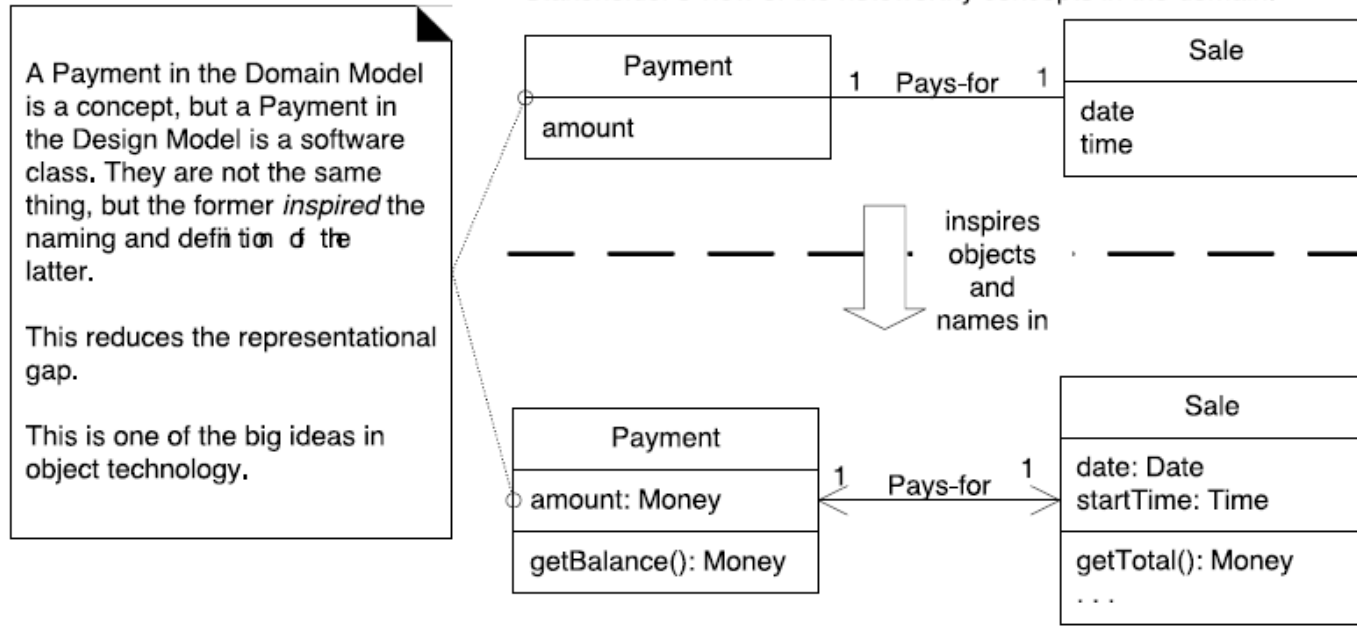 A Payment in the Domain Model
is a concept, but a Payment in
the Design Model is a software
class. They are not the same
thing, but the former inspired the
naming and definition of the
latter.
This reduces the representational
gap.
This is one of the big ideas in
object technology.
Payment
amount
1 Pays-for 1
Sale
date
time
inspires
objects
and
names in
Payment
amount: Money
getBalance(): Money
1 Pays-for 1
Sale
date: Date
startTime: Time
getTotal(): Money
. . .